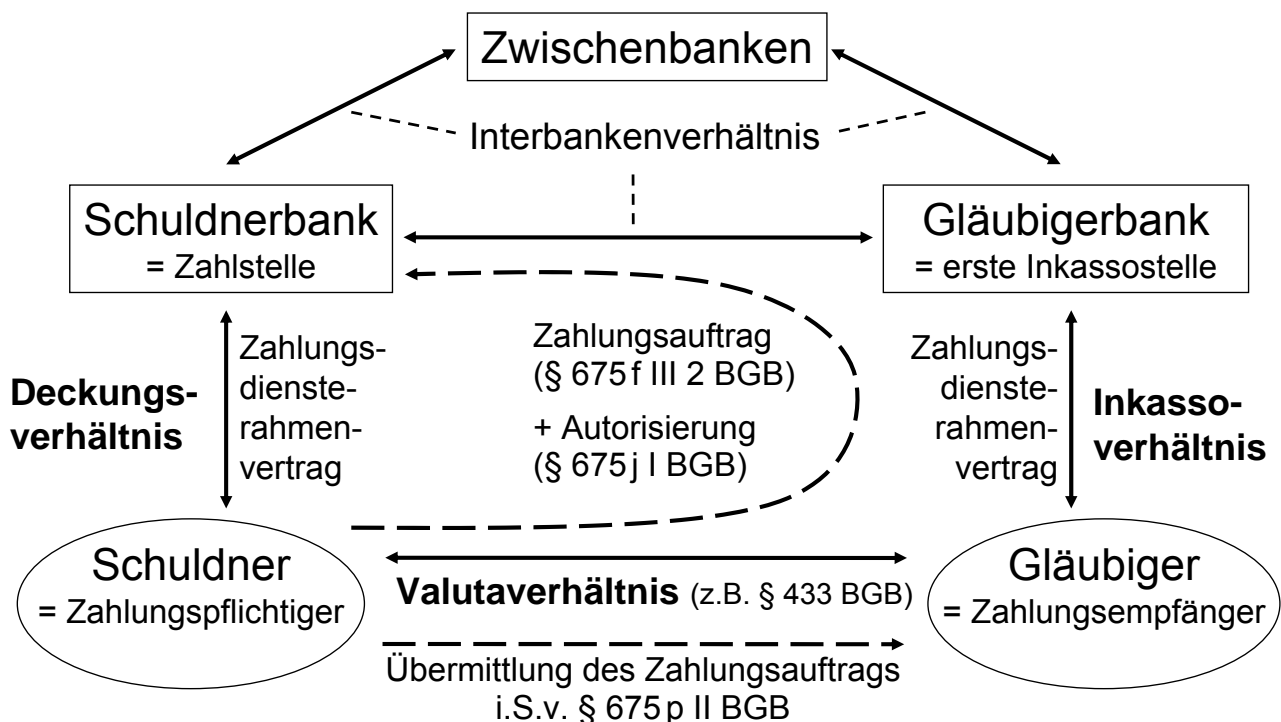 Zwischenbanken
Interbankenverhältnis
Schuldnerbank
= Zahlstelle
Gläubigerbank
= erste Inkassostelle
Deckungs-
verhältnis
Zahlungs-
dienste-
rahmen-
vertrag
Zahlungsauftrag
(§ 675f III 2 BGB)
+ Autorisierung
(§ 675j I BGB)
Zahlungs-
dienste-
rahmen-
vertrag
Inkasso-
verhältnis
Schuldner
= Zahlungspflichtiger
Valutaverhältnis (z.B. § 433 BGB)
Gläubiger
= Zahlungsempfänger
Übermittlung des Zahlungsauftrags
i.S.v. § 675p II BGB